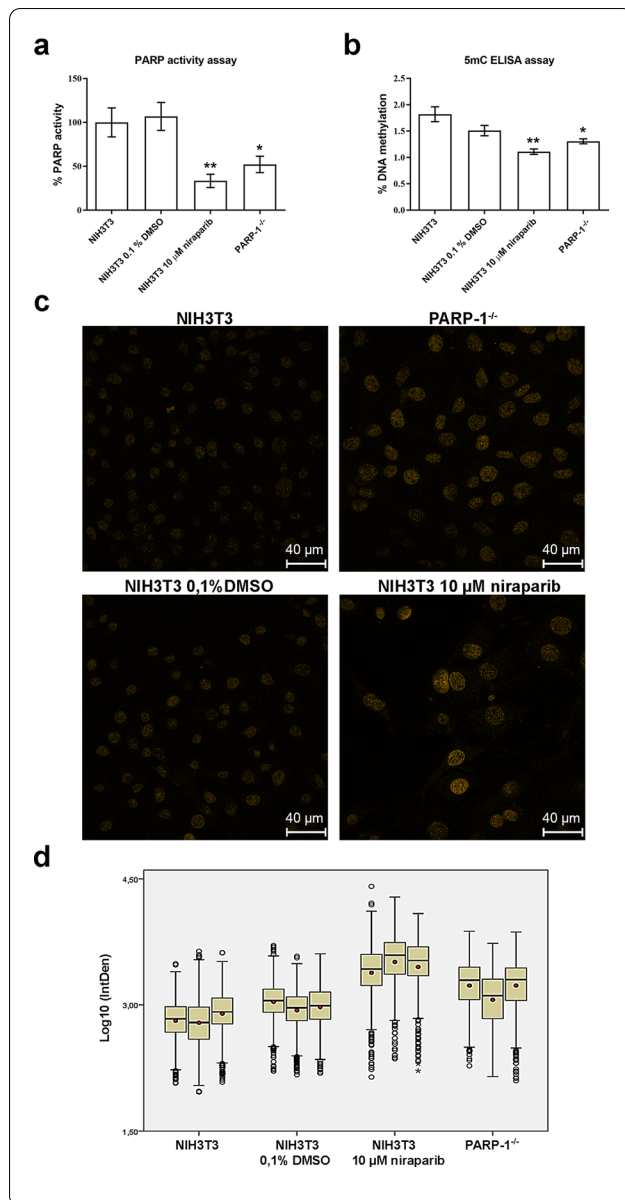 a
PARP activity assay
% PARP activity
150
100
50
0
**
*
NIH3T3
NIH3T3 0.1 % DMSO
NIH3T3 10 μM niraparib
PARP-1-/-
b
5mC ELISA assay
% DNA methylation
2.5
2.0
1.5
1.0
0.5
0.0
**
*
NIH3T3
NIH3T3 0.1 % DMSO
NIH3T3 10 μM niraparib
PARP-1-/-
c
NIH3T3
PARP-1-/-
40 μm
40 μm
NIH3T3 0,1%DMSO
NIH3T3 10 μM niraparib
40 μm
40 μm
d
Log10 (IntDen)
4,50
3,00
1,50
NIH3T3
NIH3T3
0,1% DMSO
NIH3T3
10 μM niraparib
PARP-1-/-